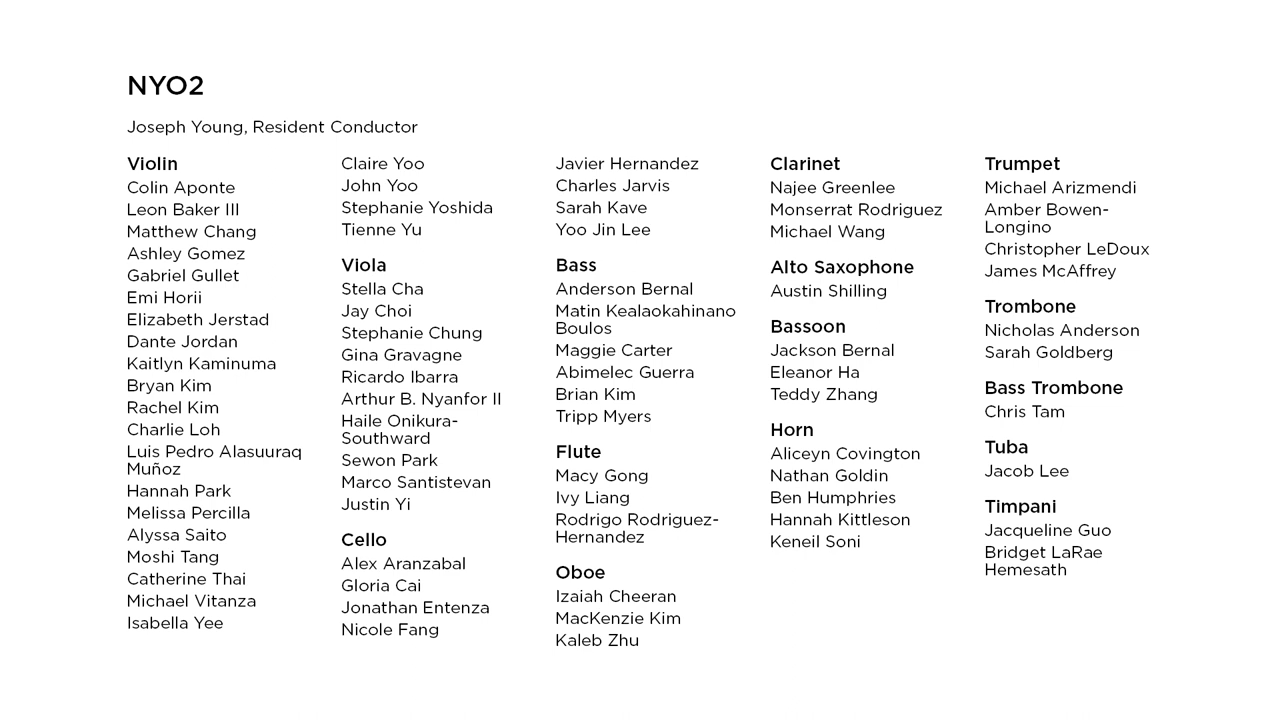 NYO2
Joseph Young, Resident Conductor
Violin
Colin Aponte
Leon Baker III
Matthew Chang
Ashley Gomez
Gabriel Gullet
Emi Horii
Elizabeth Jerstad
Dante Jordan
Kaitlyn Kaminuma
Bryan Kim
Rachel Kim
Charlie Loh
Luis Pedro Alasuuraq
Muñoz
Hannah Park
Melissa Percilla
Alyssa Saito
Moshi Tang
Catherine Thai
Michael Vitanza
Isabella Yee
Claire Yoo
John Yoo
Stephanie Yoshida
Tienne Yu
Viola
Stella Cha
Jay Choi
Stephanie Chung
Gina Gravagne
Ricardo Ibarra
Arthur B. Nyanfor II
Haile Onikura-
Southward
Sewon Park
Marco Santistevan
Justin Yi
Cello
Alex Aranzabal
Gloria Cai
Jonathan Entenza
Nicole Fang
Javier Hernandez
Charles Jarvis
Sarah Kave
Yoo Jin Lee
Bass
Anderson Bernal
Matin Kealaokahinano
Boulos
Maggie Carter
Abimelec Guerra
Brian Kim
Tripp Myers
Flute
Macy Gong
Ivy Liang
Rodrigo Rodriguez-
Hernandez
Oboe
Izaiah Cheeran
MacKenzie Kim
Kaleb Zhu
Clarinet
Najee Greenlee
Monserrat Rodriguez
Michael Wang
Alto Saxophone
Austin Shilling
Bassoon
Jackson Bernal
Eleanor Ha
Teddy Zhang
Horn
Aliceyn Covington
Nathan Goldin
Ben Humphries
Hannah Kittleson
Keneil Soni
Trumpet
Michael Arizmendi
Amber Bowen-
Longino
Christopher LeDoux
James McAffrey
Trombone
Nicholas Anderson
Sarah Goldberg
Bass Trombone
Chris Tam
Tuba
Jacob Lee
Timpani
Jacqueline Guo
Bridget LaRae
Hemesath